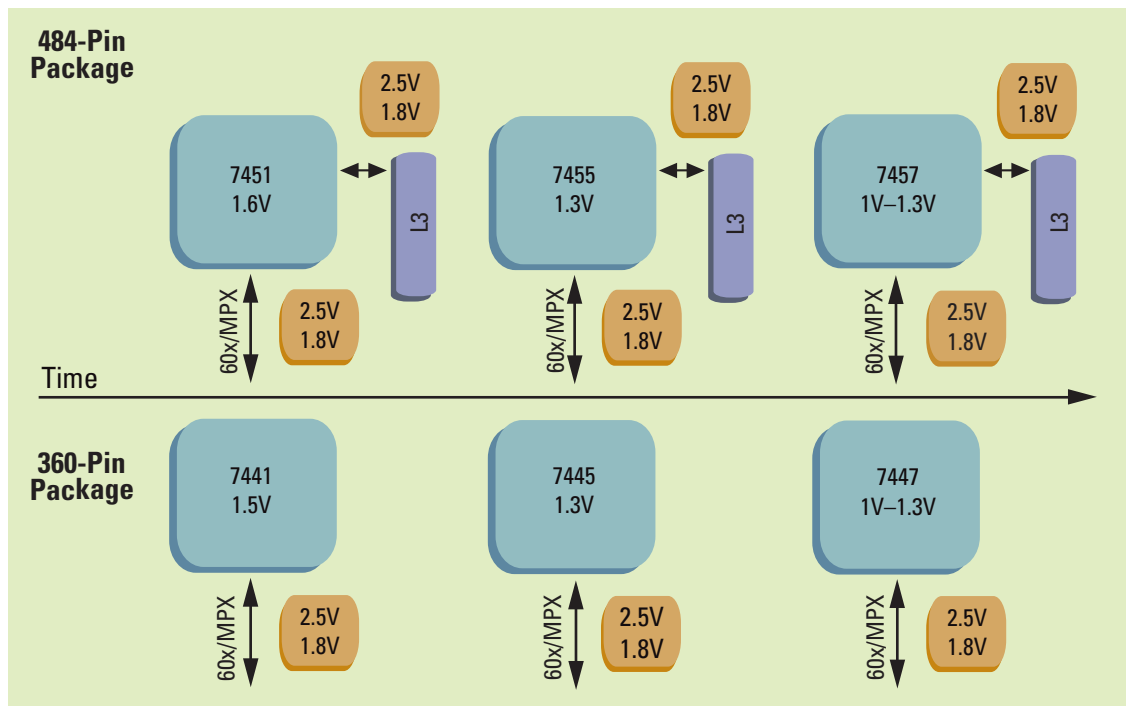 484-Pin
Package
2.5V
1.8V
2.5V
1.8V
2.5V
1.8V
7451
1.6V
L3
7455
1.3V
L3
7457
1V–1.3V
L3
60x/MPX
2.5V
1.8V
60x/MPX
2.5V
1.8V
60x/MPX
2.5V
1.8V
Time
360-Pin
Package
7441
1.5V
7445
1.3V
7447
1V–1.3V
60x/MPX
2.5V
1.8V
60x/MPX
2.5V
1.8V
60x/MPX
2.5V
1.8V